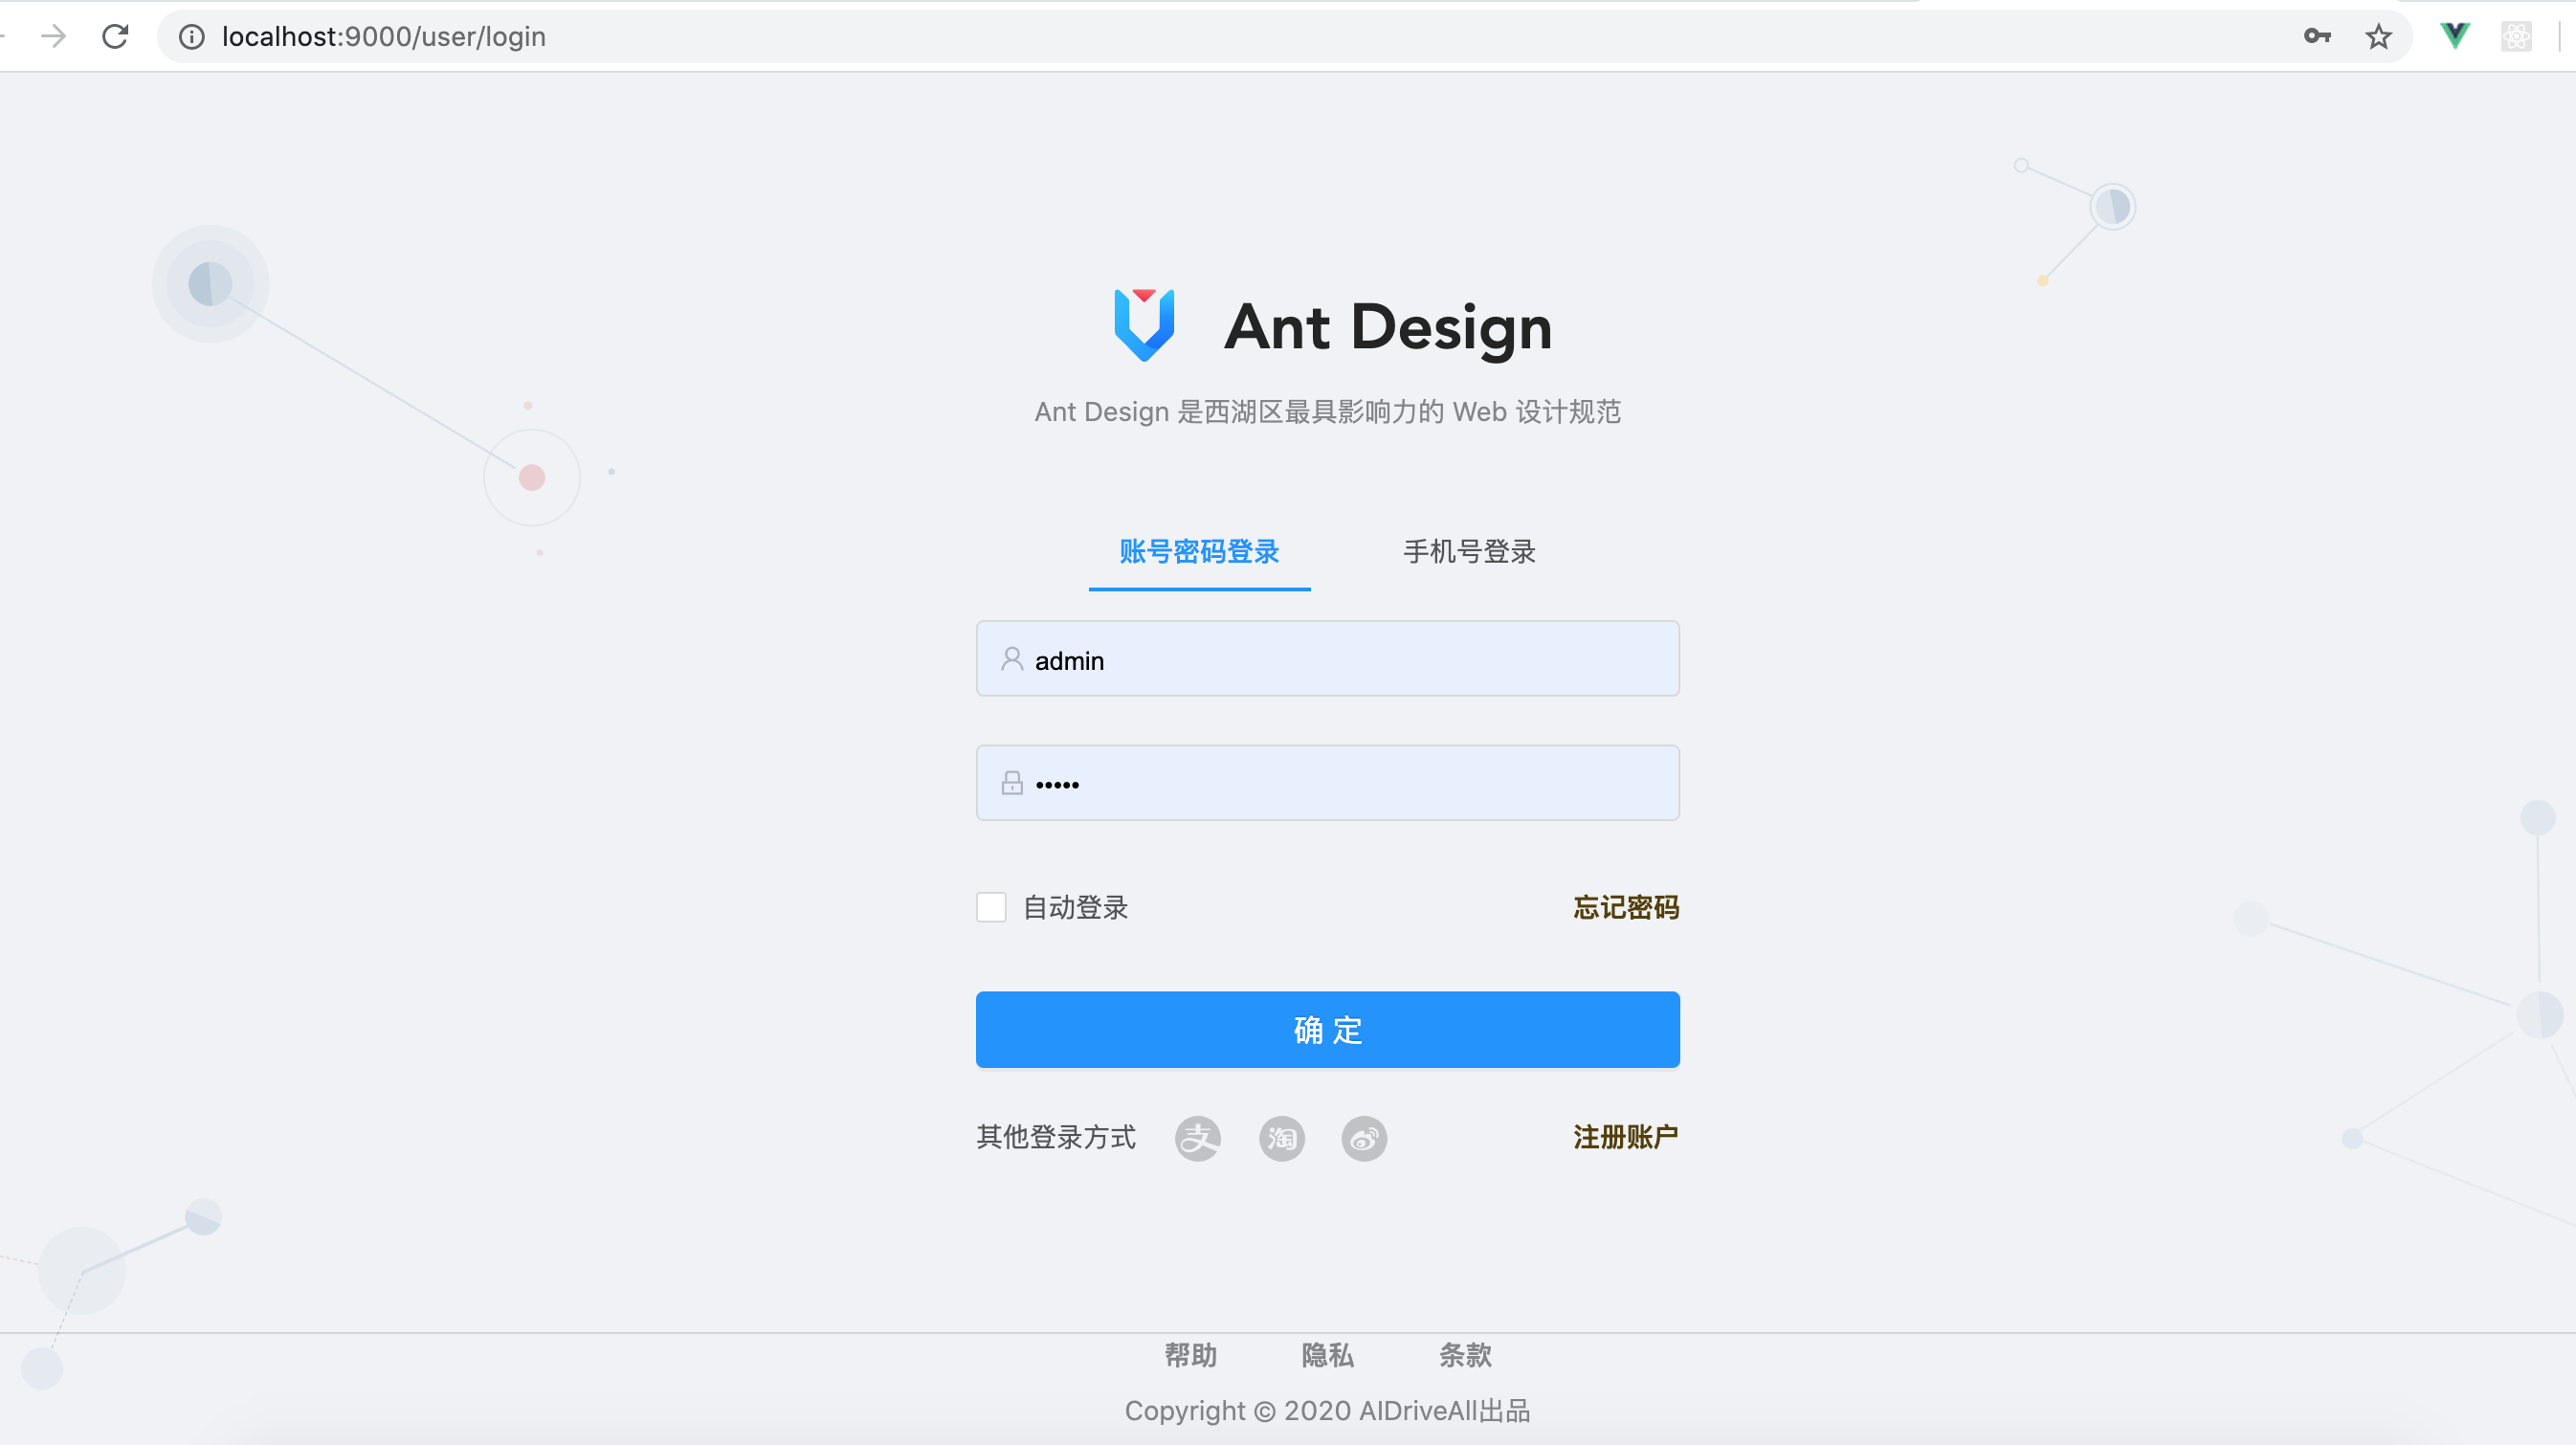 localhost:9000/user/login
Ant Design
Ant Design 是西湖区最具影响力的 Web 设计规范
账号密码登录 手机号登录
admin
•••••
自动登录 忘记密码
确 定
其他登录方式 支 淘 注册账户
帮助 隐私 条款
Copyright © 2020 AIDriveAll出品